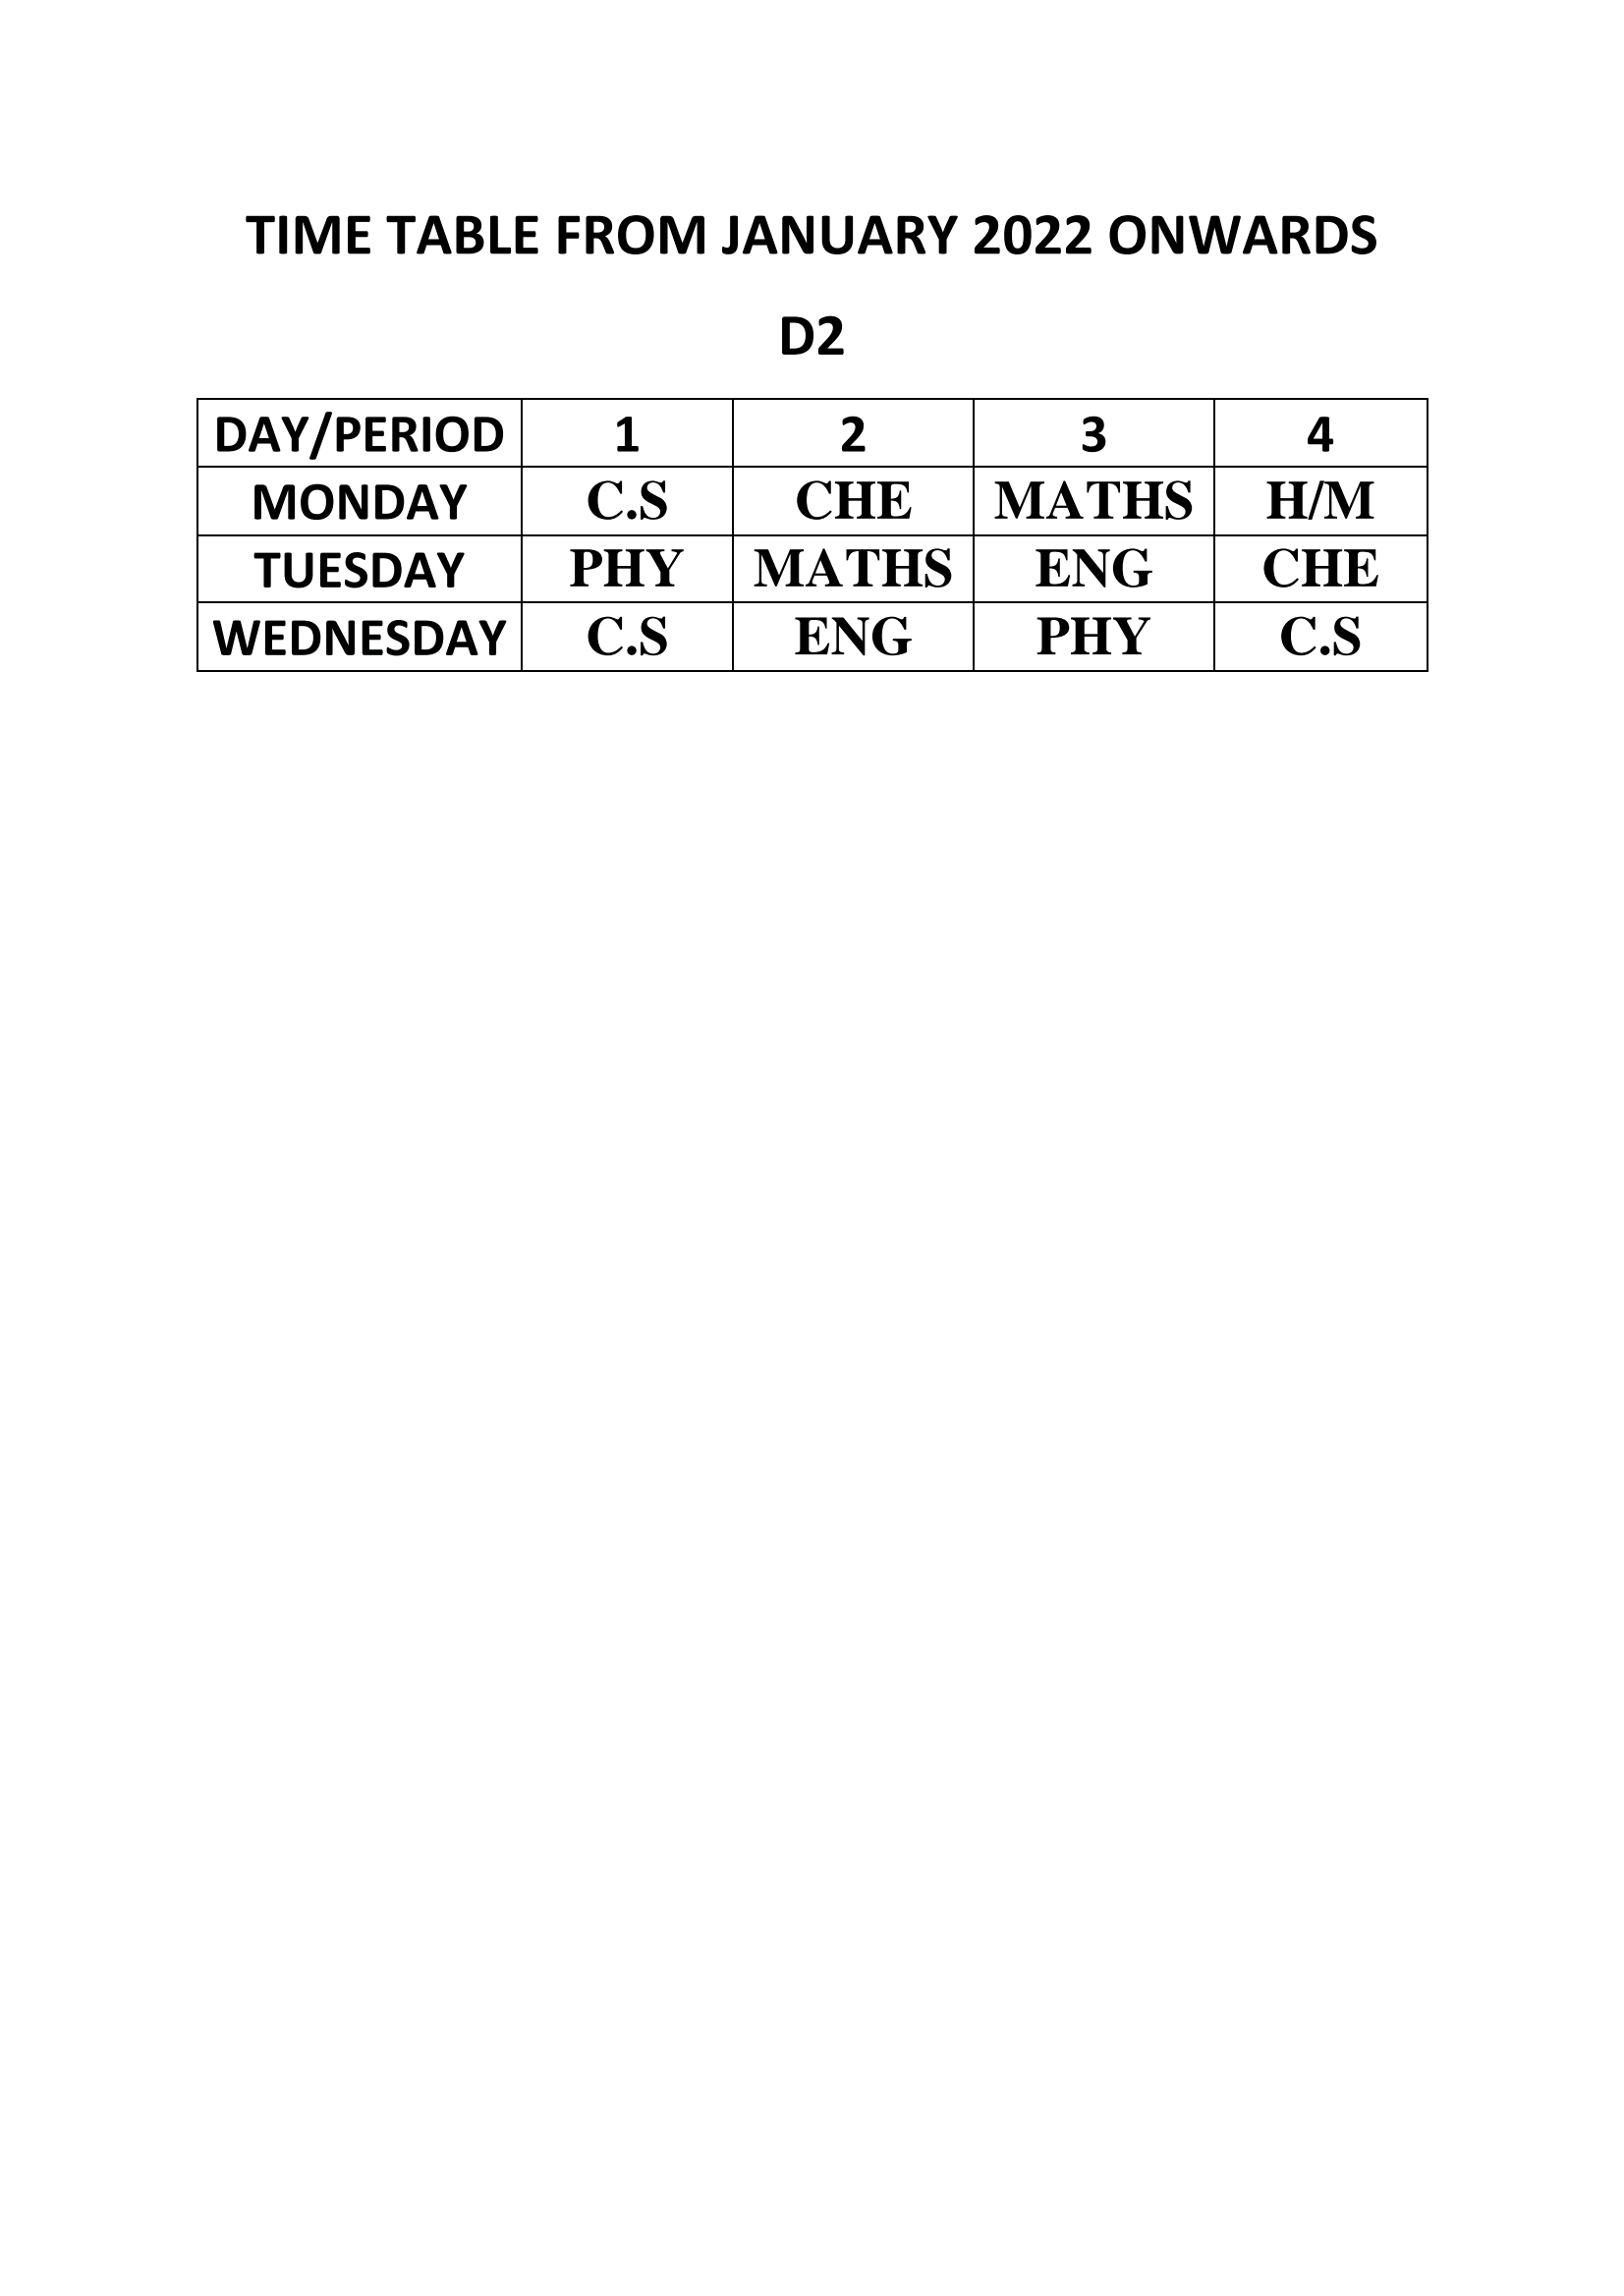 TIME TABLE FROM JANUARY 2022 ONWARDS
D2
DAY/PERIOD 1 2 3 4
MONDAY C.S CHE MATHS H/M
TUESDAY PHY MATHS ENG CHE
WEDNESDAY C.S ENG PHY C.S